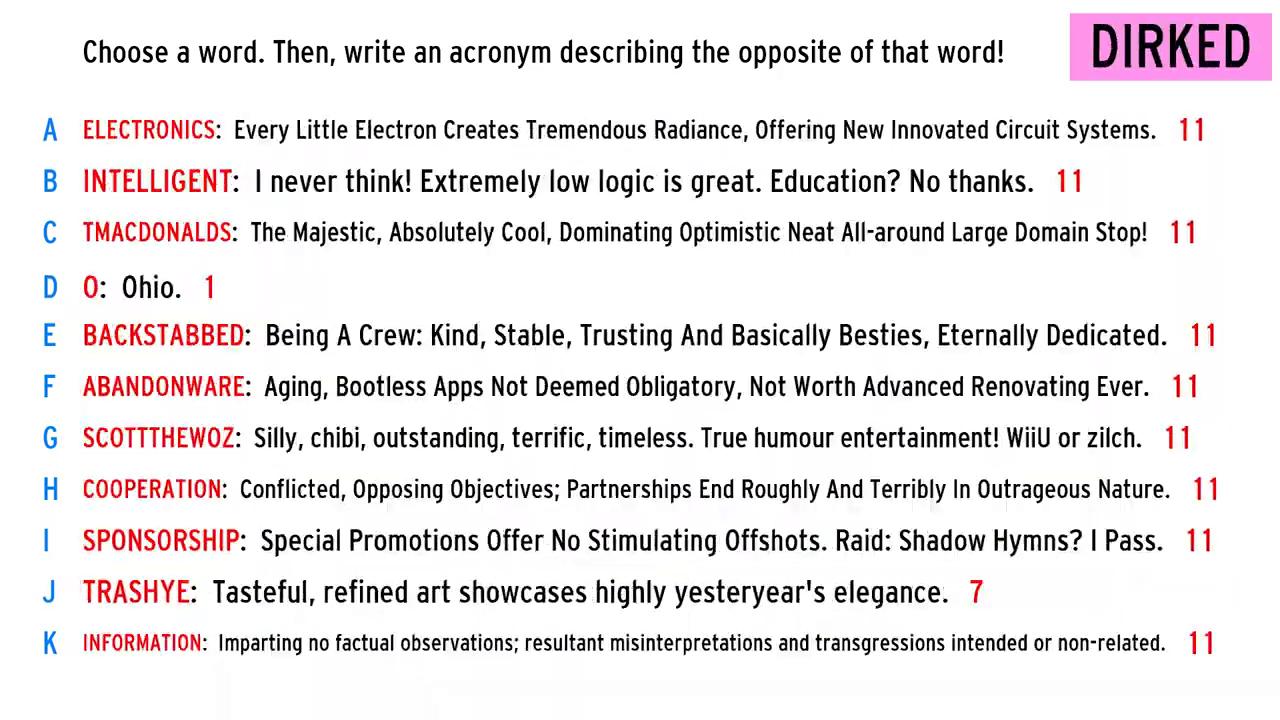 Choose a word. Then, write an acronym describing the opposite of that word!
DIRKED
A ELECTRONICS: Every Little Electron Creates Tremendous Radiance, Offering New Innovated Circuit Systems. 11
B INTELLIGENT: I never think! Extremely low logic is great. Education? No thanks. 11
C TMACDONALDS: The Majestic, Absolutely Cool, Dominating Optimistic Neat All-around Large Domain Stop! 11
D O: Ohio. 1
E BACKSTABBED: Being A Crew: Kind, Stable, Trusting And Basically Besties, Eternally Dedicated. 11
F ABANDONWARE: Aging, Bootless Apps Not Deemed Obligatory, Not Worth Advanced Renovating Ever. 11
G SCOTTTHEWOZ: Silly, chibi, outstanding, terrific, timeless. True humour entertainment! WiiU or zilch. 11
H COOPERATION: Conflicted, Opposing Objectives; Partnerships End Roughly And Terribly In Outrageous Nature. 11
I SPONSORSHIP: Special Promotions Offer No Stimulating Offshots. Raid: Shadow Hymns? I Pass. 11
J TRASHYE: Tasteful, refined art showcases highly yesteryear's elegance. 7
K INFORMATION: Imparting no factual observations; resultant misinterpretations and transgressions intended or non-related. 11